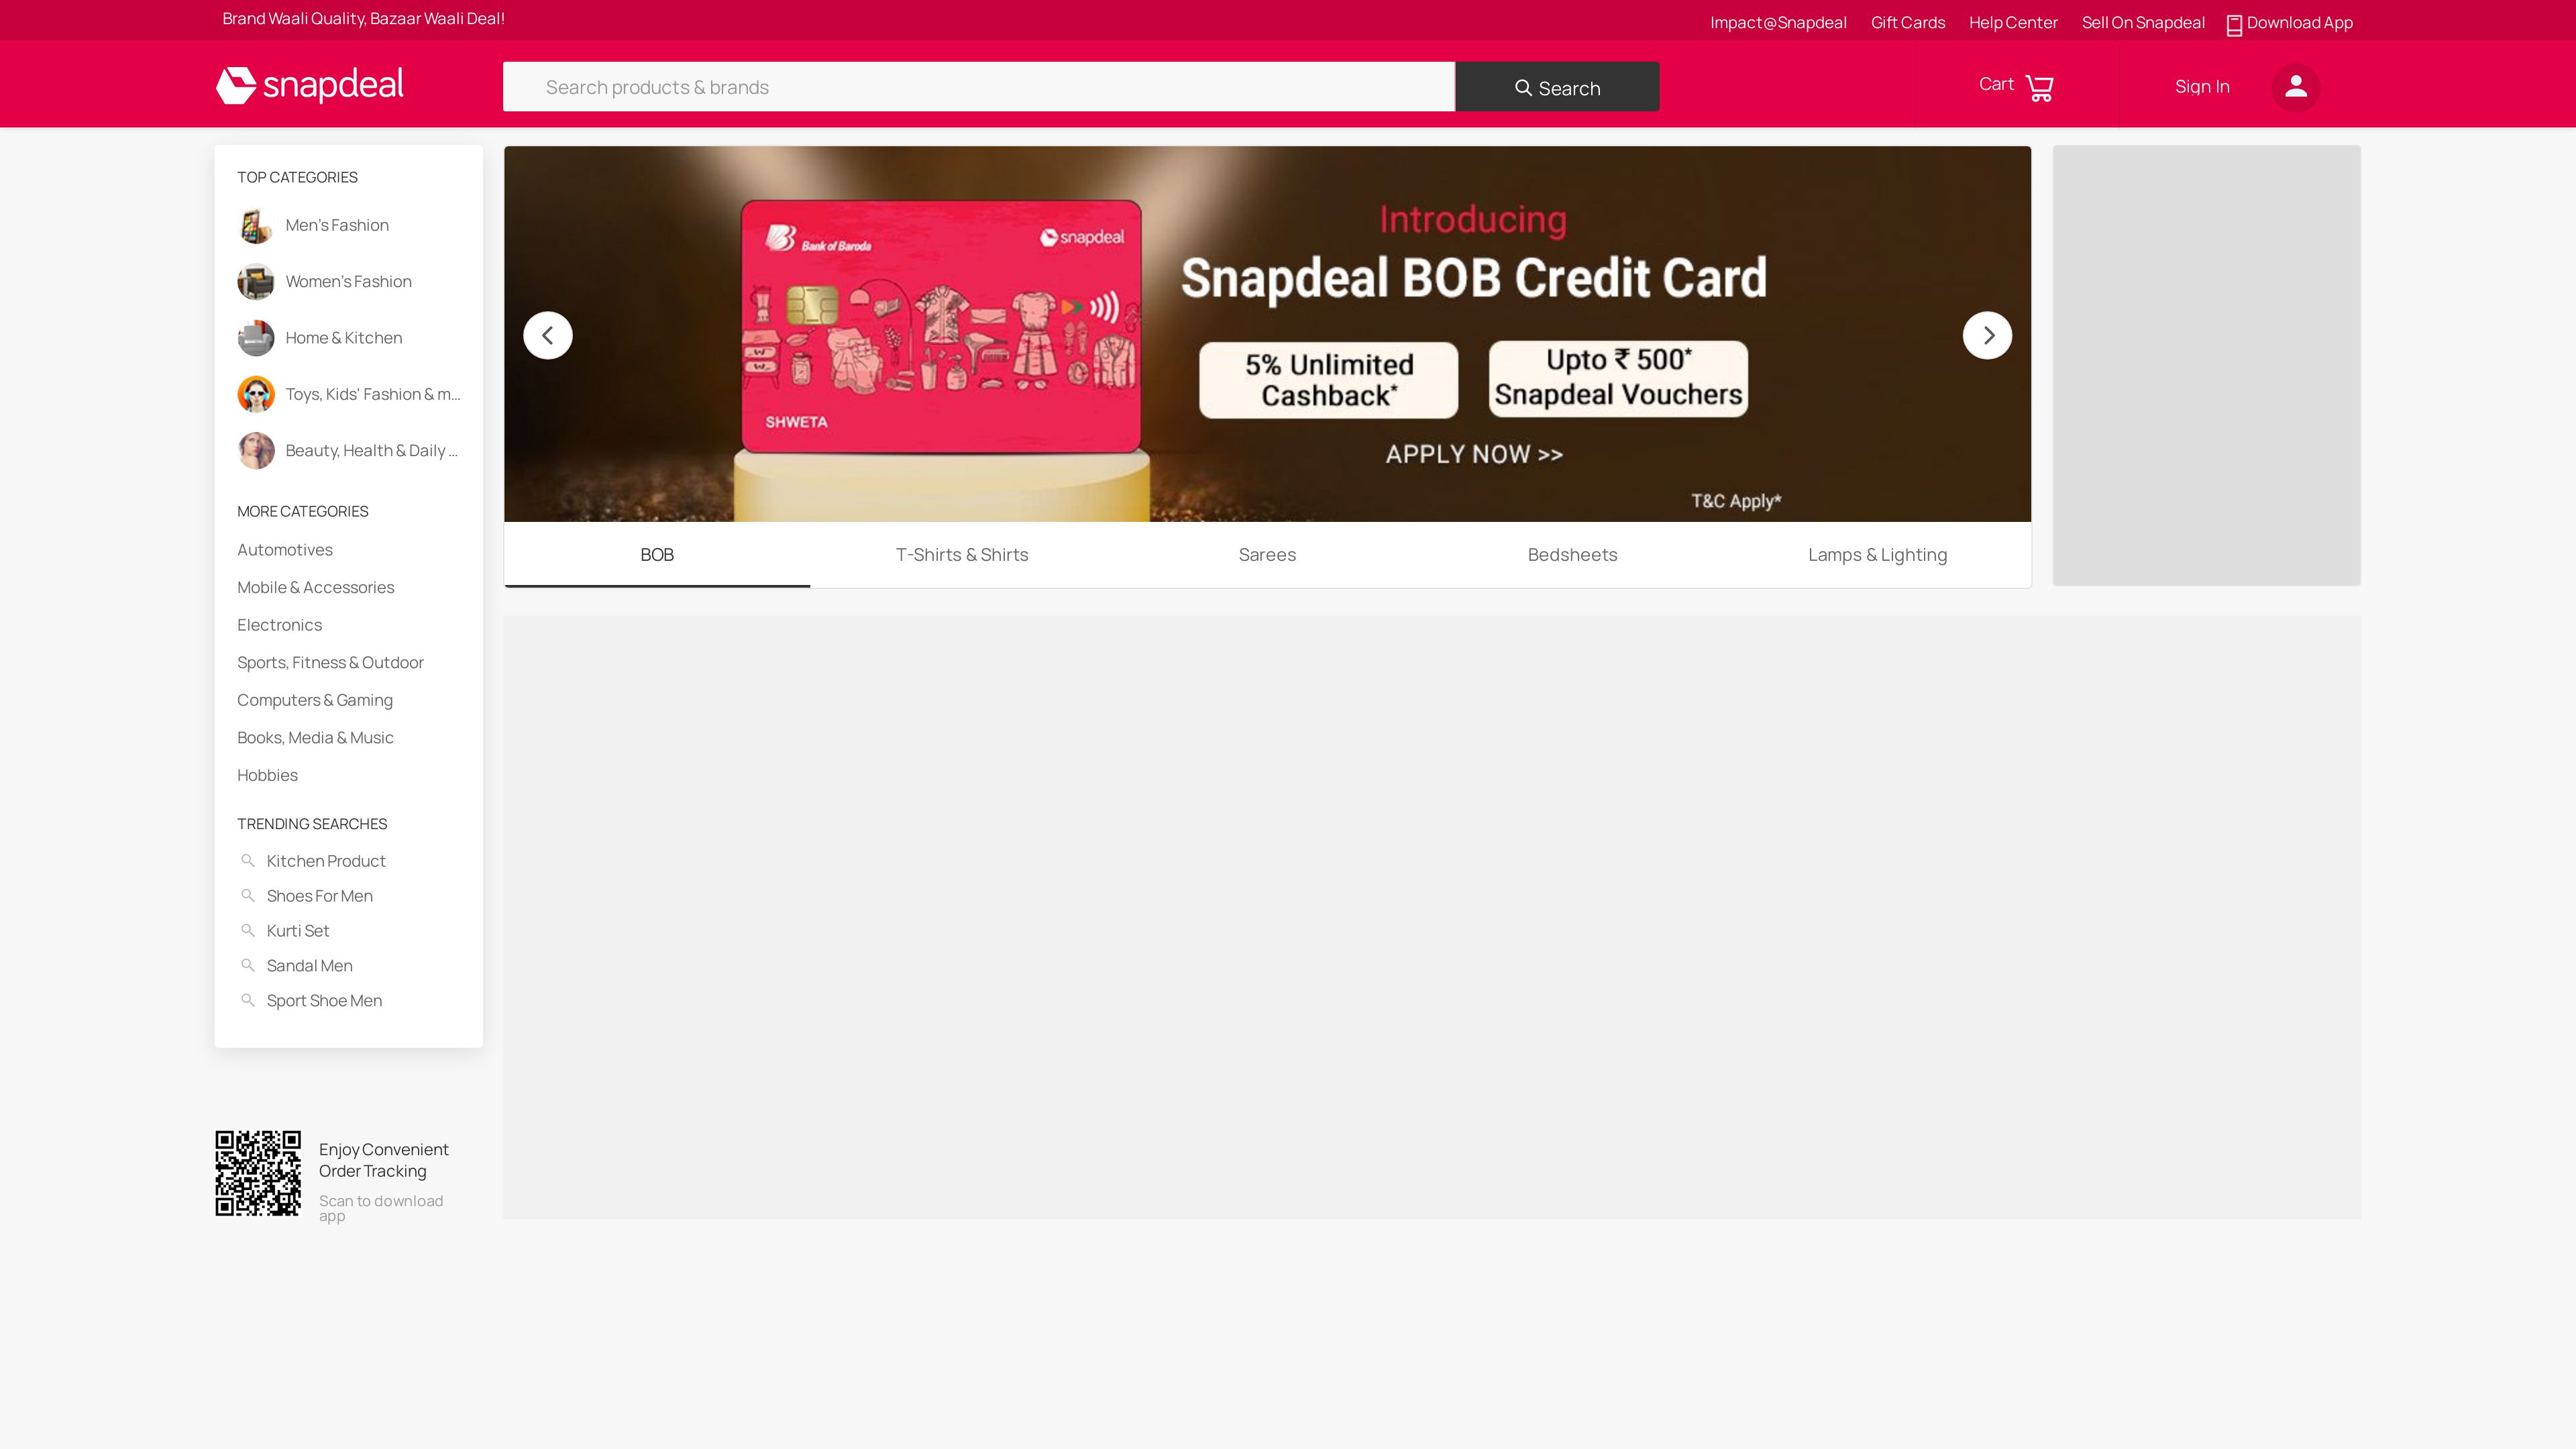 Brand Waali Quality, Bazaar Waali Deal!
Impact@Snapdeal
Gift Cards
Help Center
Sell On Snapdeal
Download App
snapdeal
Search products & brands
Search
Cart
Sign In
TOP CATEGORIES
Men's Fashion
Women's Fashion
Home & Kitchen
Toys, Kids' Fashion & m...
Beauty, Health & Daily ...
MORE CATEGORIES
Automotives
Mobile & Accessories
Electronics
Sports, Fitness & Outdoor
Computers & Gaming
Books, Media & Music
Hobbies
TRENDING SEARCHES
Kitchen Product
Shoes For Men
Kurti Set
Sandal Men
Sport Shoe Men
Enjoy Convenient
Order Tracking
Scan to download
app
Bank of Baroda
snapdeal
SHWETA
Introducing
Snapdeal BOB Credit Card
5% Unlimited
Cashback*
Upto ₹ 500*
Snapdeal Vouchers
APPLY NOW >>
T&C Apply*
BOB
T-Shirts & Shirts
Sarees
Bedsheets
Lamps & Lighting